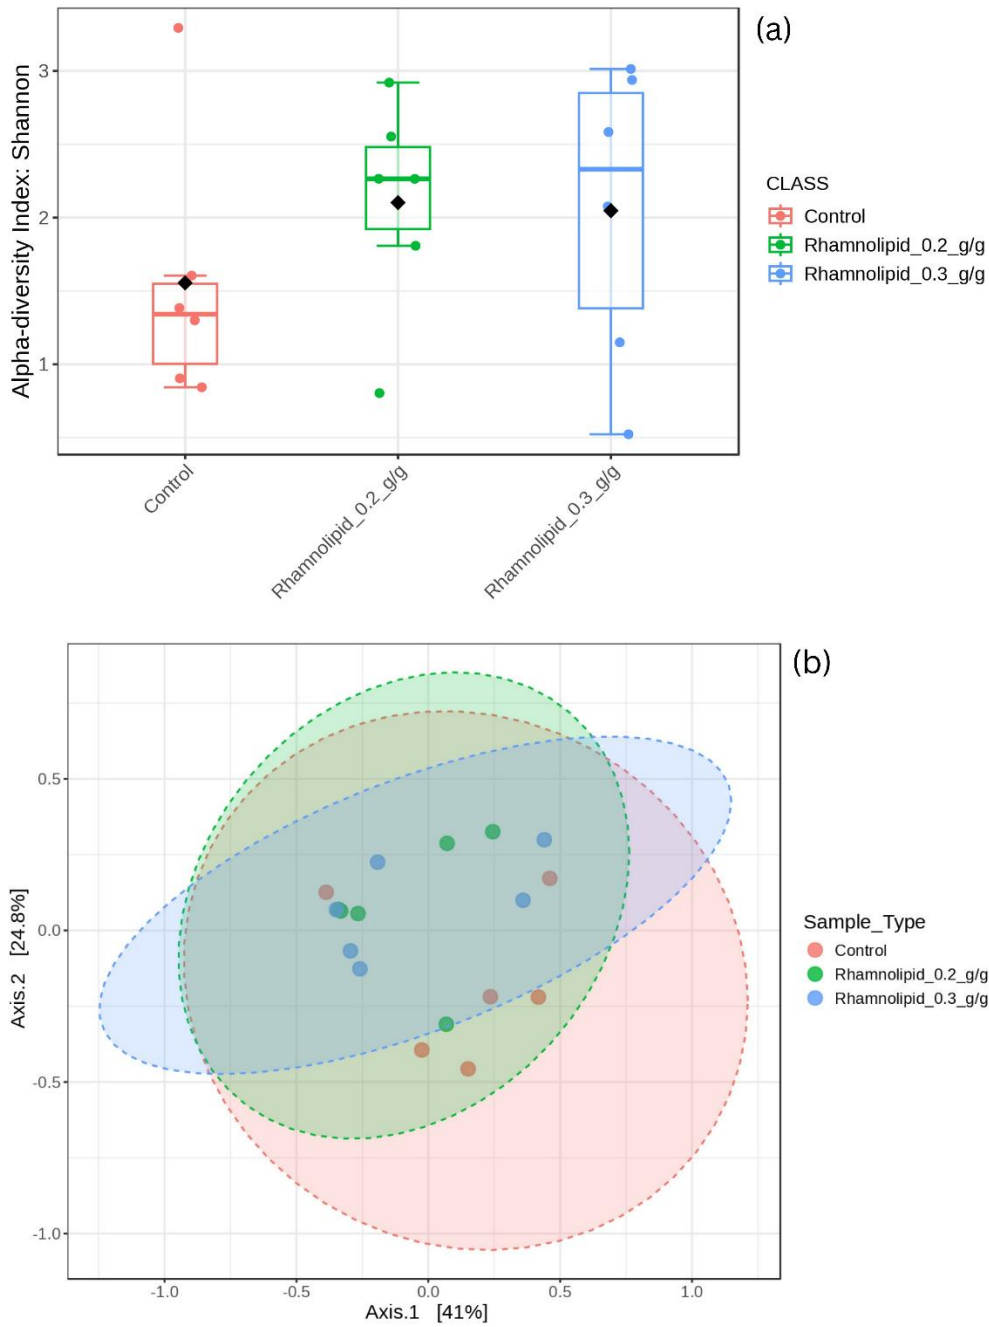 (a)
Alpha-diversity Index: Shannon
3
2
1
Control
Rhamnolipid_0.2_g/g
Rhamnolipid_0.3_g/g
CLASS
Control
Rhamnolipid_0.2_g/g
Rhamnolipid_0.3_g/g
(b)
Axis.2 [24.8%]
0.5
0.0
-0.5
-1.0
-1.0
-0.5
0.0
0.5
1.0
Axis.1 [41%]
Sample_Type
Control
Rhamnolipid_0.2_g/g
Rhamnolipid_0.3_g/g